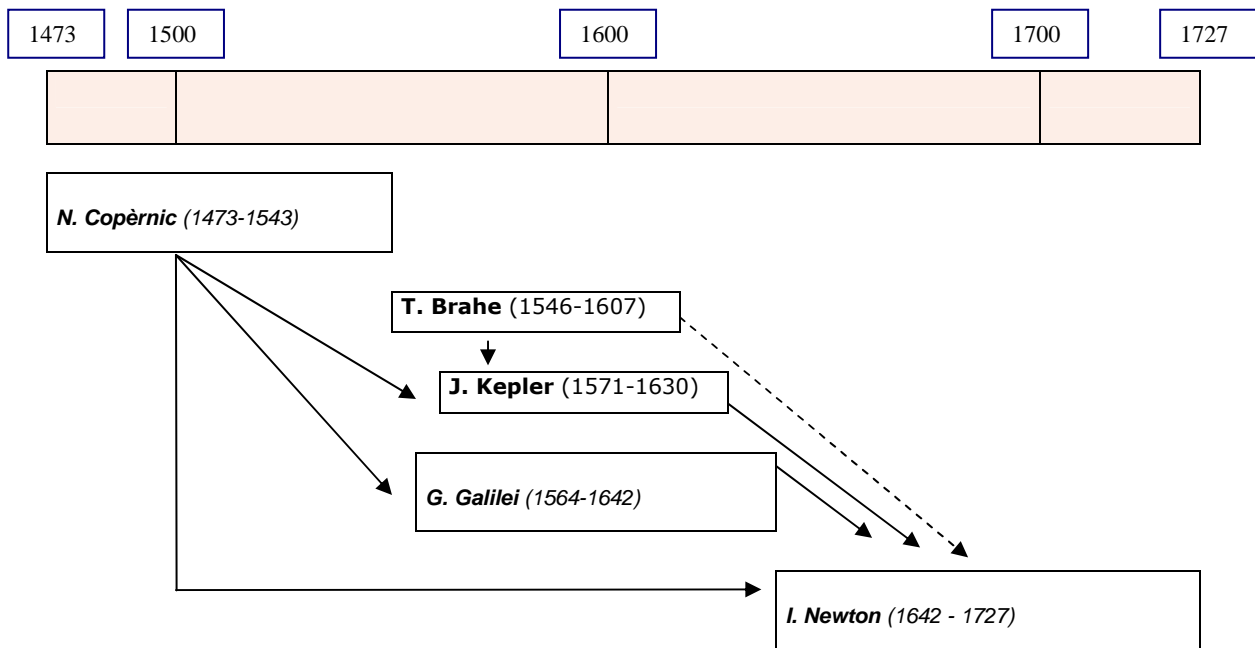 1473 1500 1600 1700 1727
N. Copèrnic (1473-1543)
T. Brahe (1546-1607)
J. Kepler (1571-1630)
G. Galilei (1564-1642)
I. Newton (1642 - 1727)